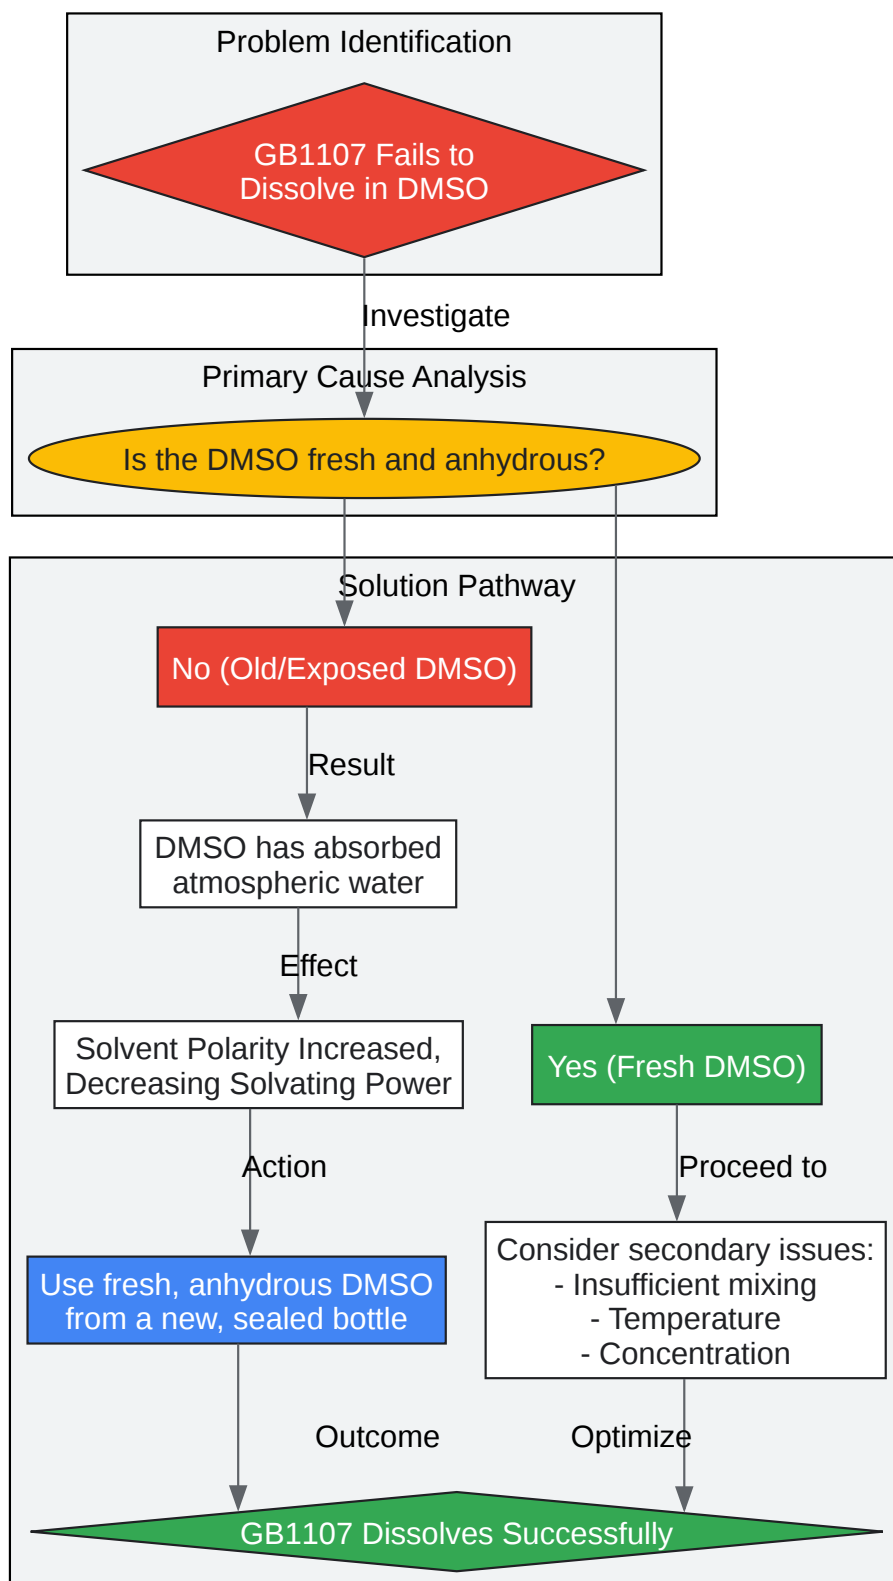 Problem Identification
GB1107 Fails to
Dissolve in DMSO
Investigate
Primary Cause Analysis
Is the DMSO fresh and anhydrous?
Solution Pathway
No (Old/Exposed DMSO)
Result
DMSO has absorbed
atmospheric water
Effect
Solvent Polarity Increased,
Decreasing Solvating Power
Action
Use fresh, anhydrous DMSO
from a new, sealed bottle
Outcome
Yes (Fresh DMSO)
Proceed to
Consider secondary issues:
- Insufficient mixing
- Temperature
- Concentration
Optimize
GB1107 Dissolves Successfully